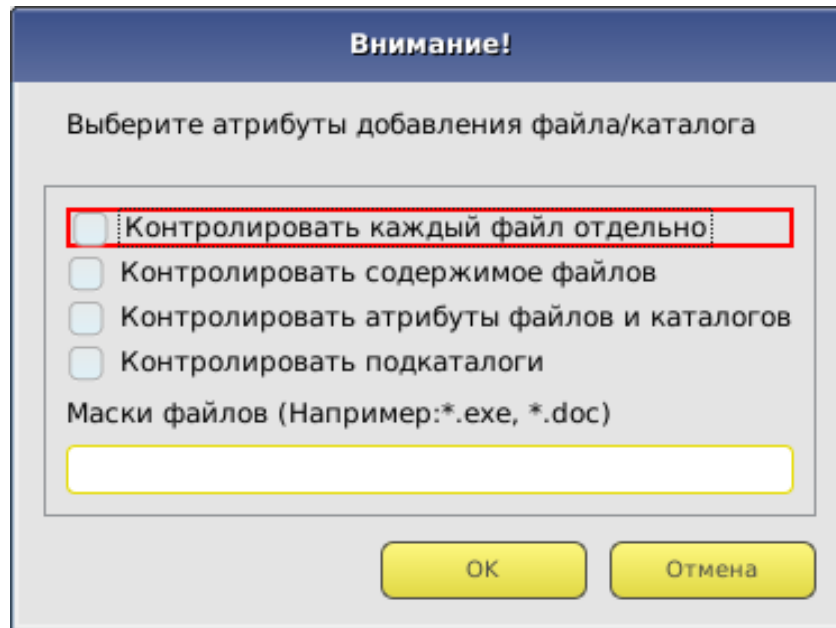 Внимание!
Выберите атрибуты добавления файла/каталога
Контролировать каждый файл отдельно
Контролировать содержимое файлов
Контролировать атрибуты файлов и каталогов
Контролировать подкаталоги
Маски файлов (Например:*.exe, *.doc)
OK
Отмена